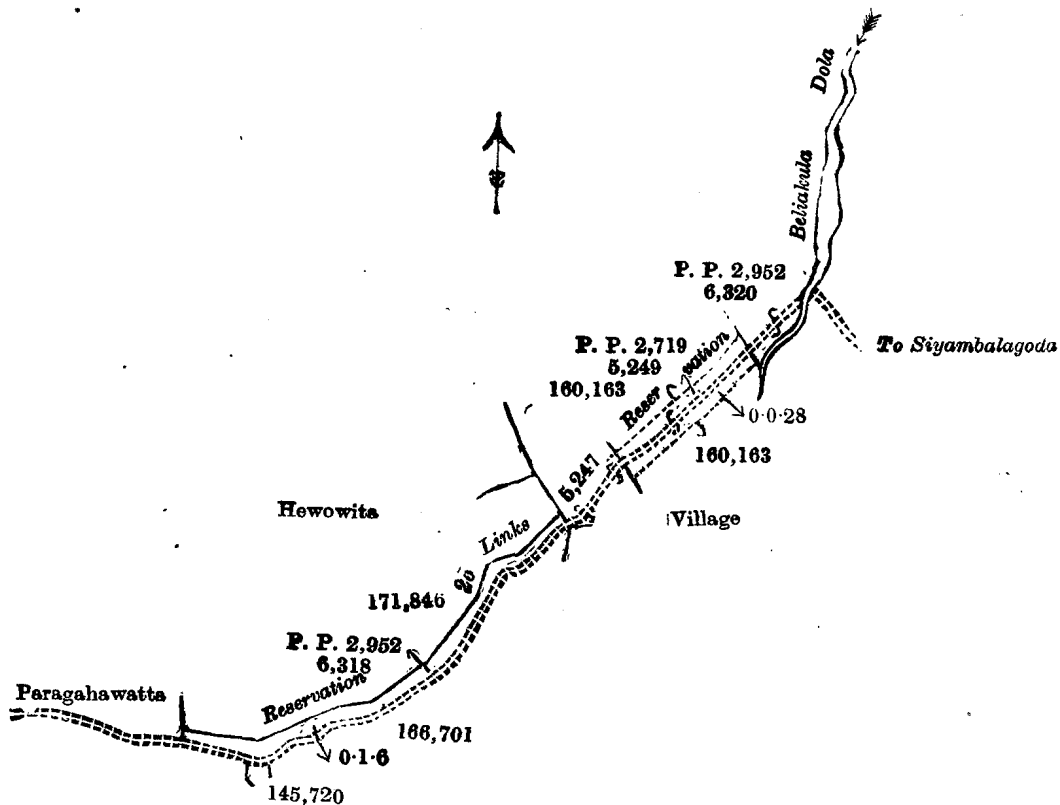 Dola
Beliakula
P. P. 2,952
6,320
To Siyambalagoda
P. P. 2,719
5,249
160,163
Reservation
0·0·28
160,163
5,247
Hewowita
Village
20 Links
171,846
P. P. 2,952
6,318
Reservation
Paragahawatta
166,701
0·1·6
145,720